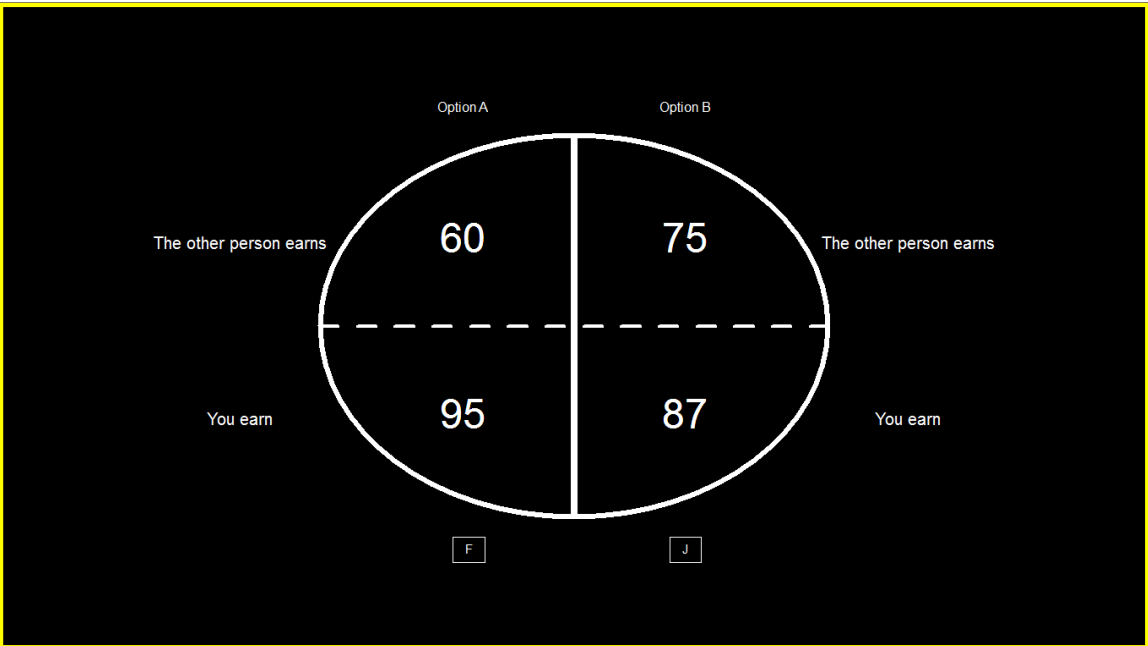 Option A Option B
60 75
The other person earns The other person earns
95 87
You earn You earn
F J